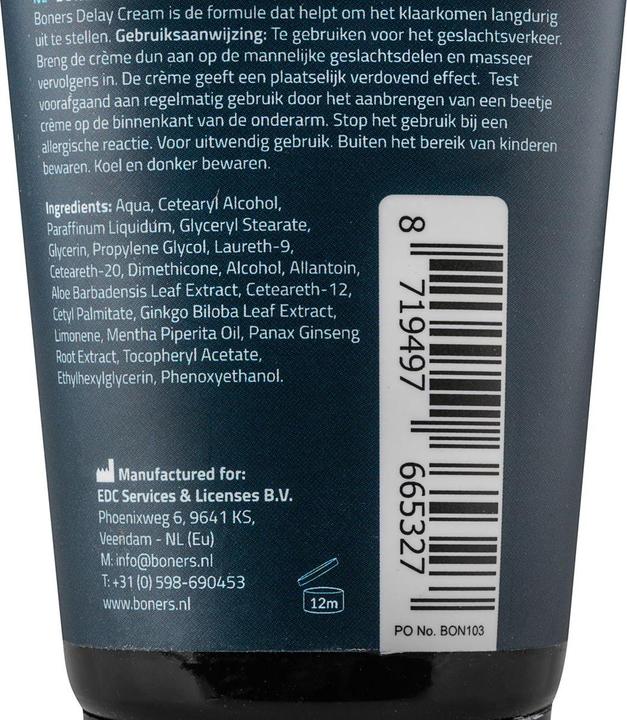 Boners Delay Cream is de formule dat helpt om het klaarkomen langdurig
uit te stellen. Gebruiksaanwijzing: Te gebruiken voor het geslachtsverkeer.
Breng de crème dun aan op de mannelijke geslachtsdelen en masseer
vervolgens in. De crème geeft een plaatselijk verdovend effect. Test
voorafgaand aan regelmatig gebruik door het aanbrengen van een beetje
crème op de binnenkant van de onderarm. Stop het gebruik bij een
allergische reactie. Voor uitwendig gebruik. Buiten het bereik van kinderen
bewaren. Koel en donker bewaren.
Ingredients: Aqua, Cetearyl Alcohol,
Paraffinum Liquidum, Glyceryl Stearate,
Glycerin, Propylene Glycol, Laureth-9,
Ceteareth-20, Dimethicone, Alcohol, Allantoin,
Aloe Barbadensis Leaf Extract, Ceteareth-12,
Cetyl Palmitate, Ginkgo Biloba Leaf Extract,
Limonene, Mentha Piperita Oil, Panax Ginseng
Root Extract, Tocopheryl Acetate,
Ethylhexylglycerin, Phenoxyethanol.
Manufactured for:
EDC Services & Licenses B.V.
Phoenixweg 6, 9641 KS,
Veendam - NL (Eu)
M: info@boners.nl
T: +31 (0) 598-690453
www.boners.nl
12m
8 719497 665327
PO No. BON103